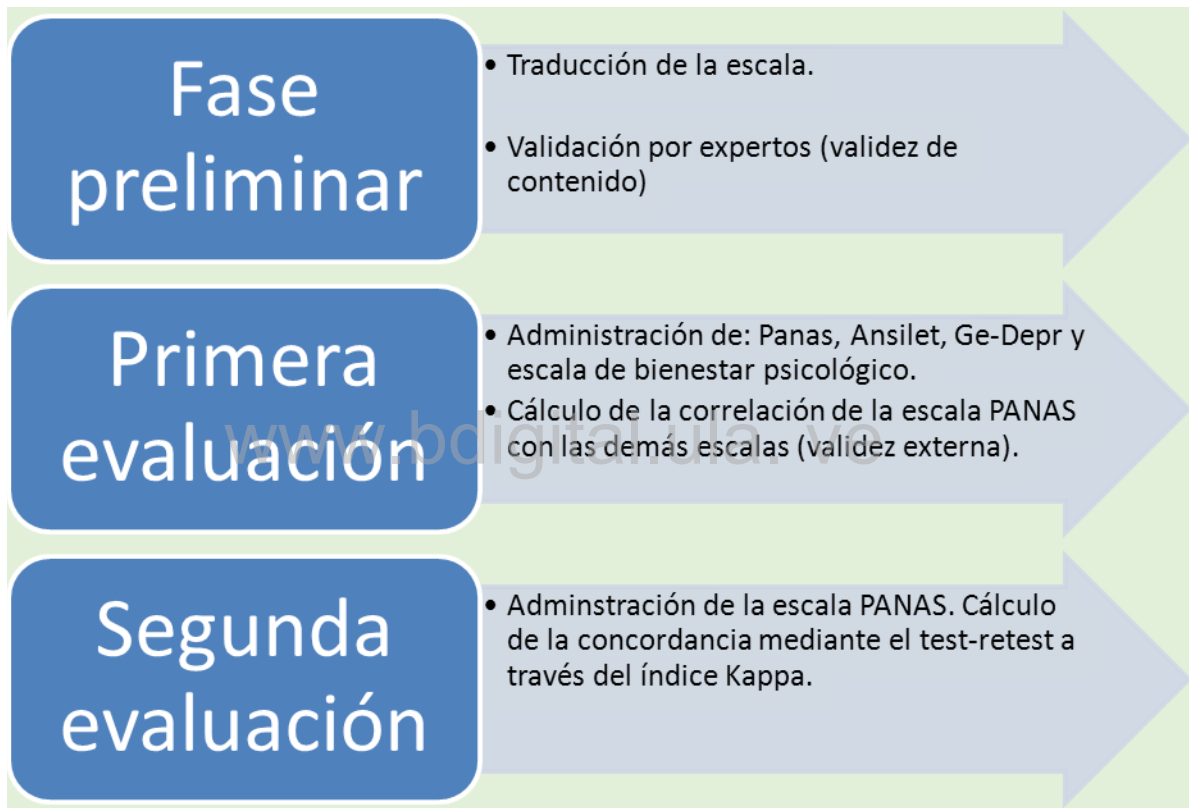 Fase
preliminar
• Traducción de la escala.
• Validación por expertos (validez de
contenido)
Primera
evaluación
• Administración de: Panas, Ansilet, Ge-Depr y
escala de bienestar psicológico.
• Cálculo de la correlación de la escala PANAS
con las demás escalas (validez externa).
www.bdigital.ula. ve
Segunda
evaluación
• Adminstración de la escala PANAS. Cálculo
de la concordancia mediante el test-retest a
través del índice Kappa.